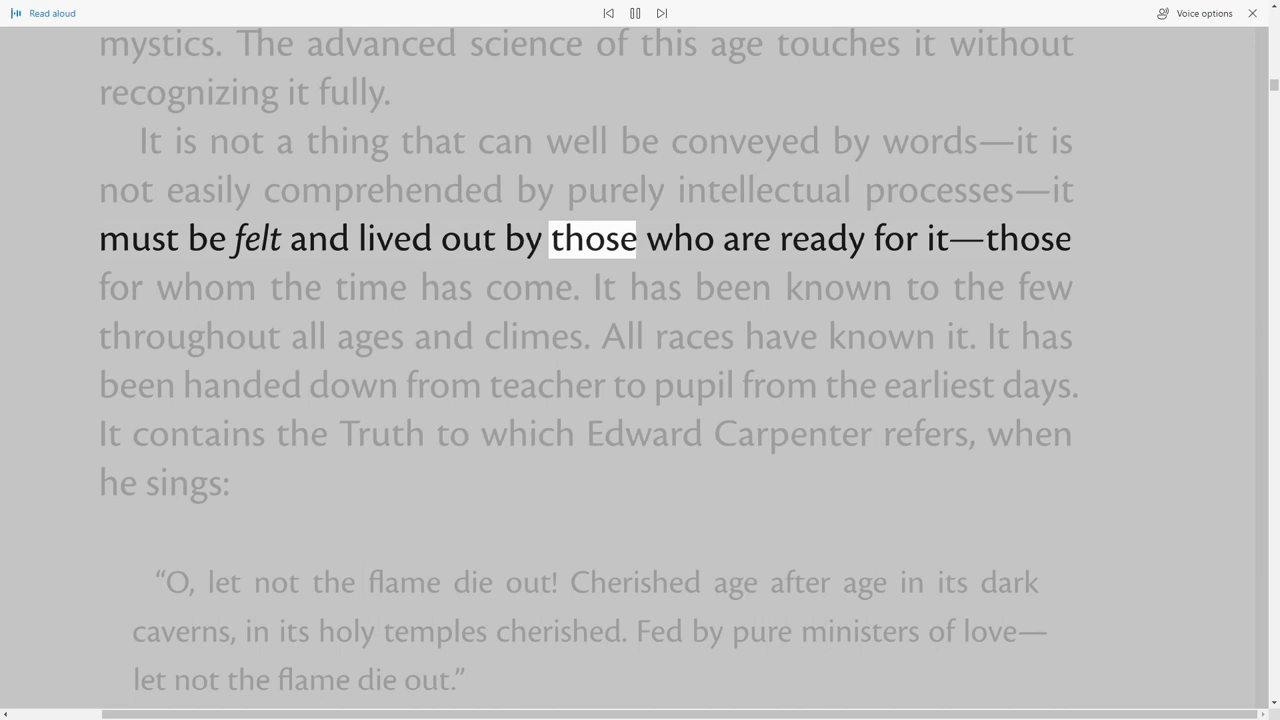 Read aloud
Voice options
mystics. The advanced science of this age touches it without
recognizing it fully.
It is not a thing that can well be conveyed by words—it is
not easily comprehended by purely intellectual processes—it
must be felt and lived out by those who are ready for it—those
for whom the time has come. It has been known to the few
throughout all ages and climes. All races have known it. It has
been handed down from teacher to pupil from the earliest days.
It contains the Truth to which Edward Carpenter refers, when
he sings:
“O, let not the flame die out! Cherished age after age in its dark
caverns, in its holy temples cherished. Fed by pure ministers of love—
let not the flame die out.”